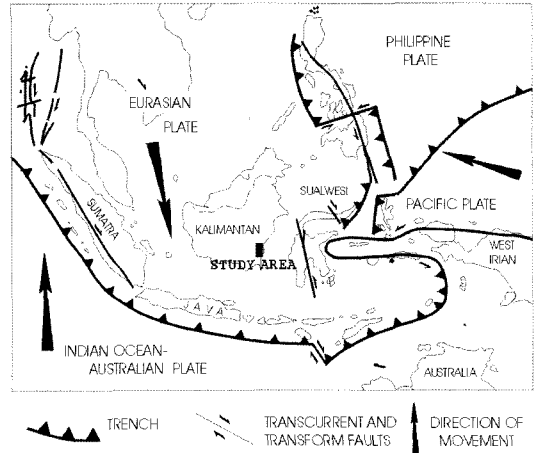 PHILIPPINE
PLATE
EURASIAN
PLATE
SUALWESI
PACIFIC PLATE
SUMATRA
KALIMANTAN
WEST
IRIAN
STUDY AREA
JAVA
INDIAN OCEAN-
AUSTRALIAN PLATE
AUSTRALIA
TRENCH
TRANSCURRENT AND
TRANSFORM FAULTS
DIRECTION OF
MOVEMENT